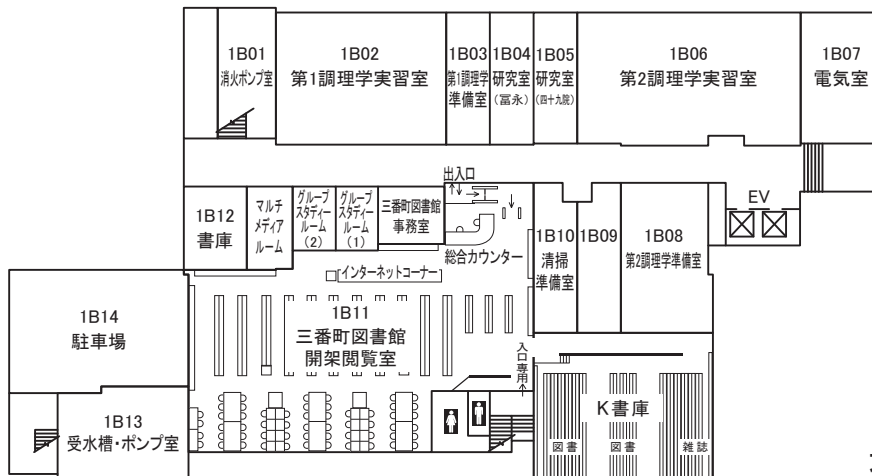 1B01
消火ポンプ室
1B02
第1調理学実習室
1B03
第1調理学
準備室
1B04
研究室
(冨永)
1B05
研究室
(四十九院)
1B06
第2調理学実習室
1B07
電気室
出入口
EV
1B12
書庫
マルチ
メディア
ルーム
グループ
スタディー
ルーム
(2)
グループ
スタディー
ルーム
(1)
三番町図書館
事務室
総合カウンター
1B10
清掃
準備室
1B09
1B08
第2調理学準備室
インターネットコーナー
1B14
駐車場
1B11
三番町図書館
開架閲覧室
入口専用
K書庫
図書
図書
雑誌
1B13
受水槽・ポンプ室